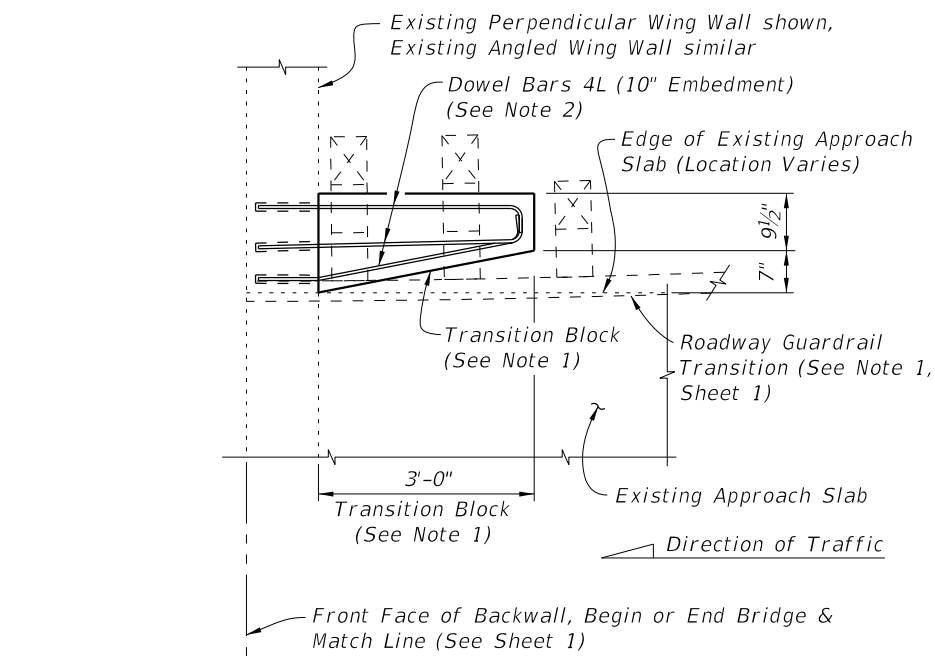 Existing Perpendicular Wing Wall shown,
Existing Angled Wing Wall similar
Dowel Bars 4L (10" Embedment)
(See Note 2)
Edge of Existing Approach
Slab (Location Varies)
9½"
7"
Transition Block
(See Note 1)
Roadway Guardrail
Transition (See Note 1,
Sheet 1)
3'-0"
Transition Block
(See Note 1)
Existing Approach Slab
Direction of Traffic
Front Face of Backwall, Begin or End Bridge &
Match Line (See Sheet 1)